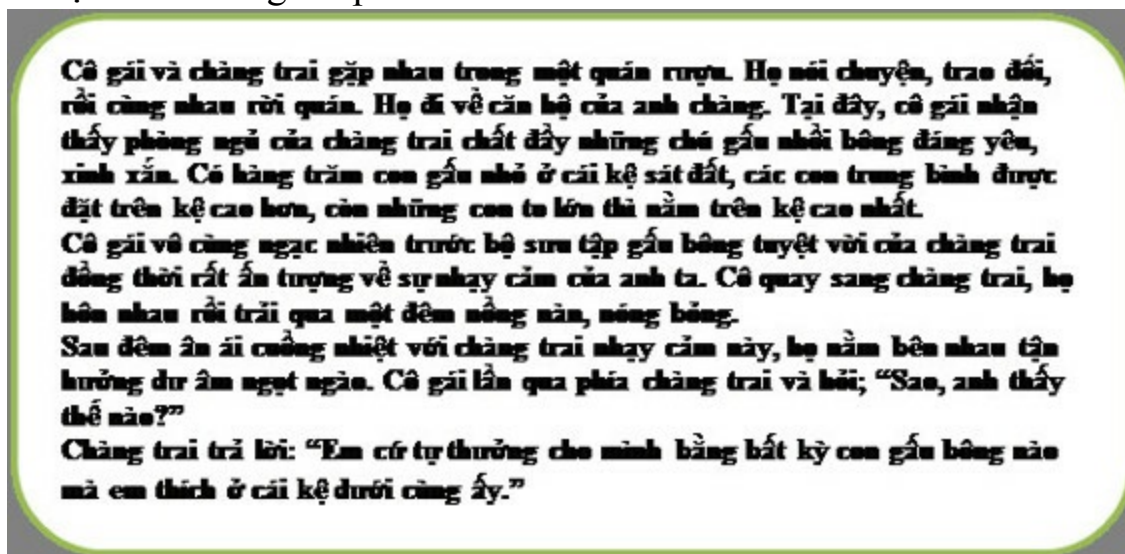 Cô gái và chàng trai gặp nhau trong một quán rượu. Họ nói chuyện, trao đổi,
rồi cùng nhau rời quán. Họ đi về căn hộ của anh chàng. Tại đây, cô gái nhận
thấy phòng ngủ của chàng trai chất đầy những chú gấu nhồi bông đáng yêu,
xinh xắn. Có hàng trăm con gấu nhỏ ở cái kệ sát đất, các con trung bình được
đặt trên kệ cao hơn, còn những con to lớn thì nằm trên kệ cao nhất.
Cô gái vô cùng ngạc nhiên trước bộ sưu tập gấu bông tuyệt vời của chàng trai
đồng thời rất ấn tượng về sự nhạy cảm của anh ta. Cô quay sang chàng trai, họ
hôn nhau rồi trải qua một đêm nồng nàn, nóng bỏng.
Sau đêm ân ái cuồng nhiệt với chàng trai nhạy cảm này, họ nằm bên nhau tận
hưởng dư âm ngọt ngào. Cô gái lần qua phía chàng trai và hỏi; “Sao, anh thấy
thế nào?”
Chàng trai trả lời: “Em cứ tự thưởng cho mình bằng bất kỳ con gấu bông nào
mà em thích ở cái kệ dưới cùng ấy.”